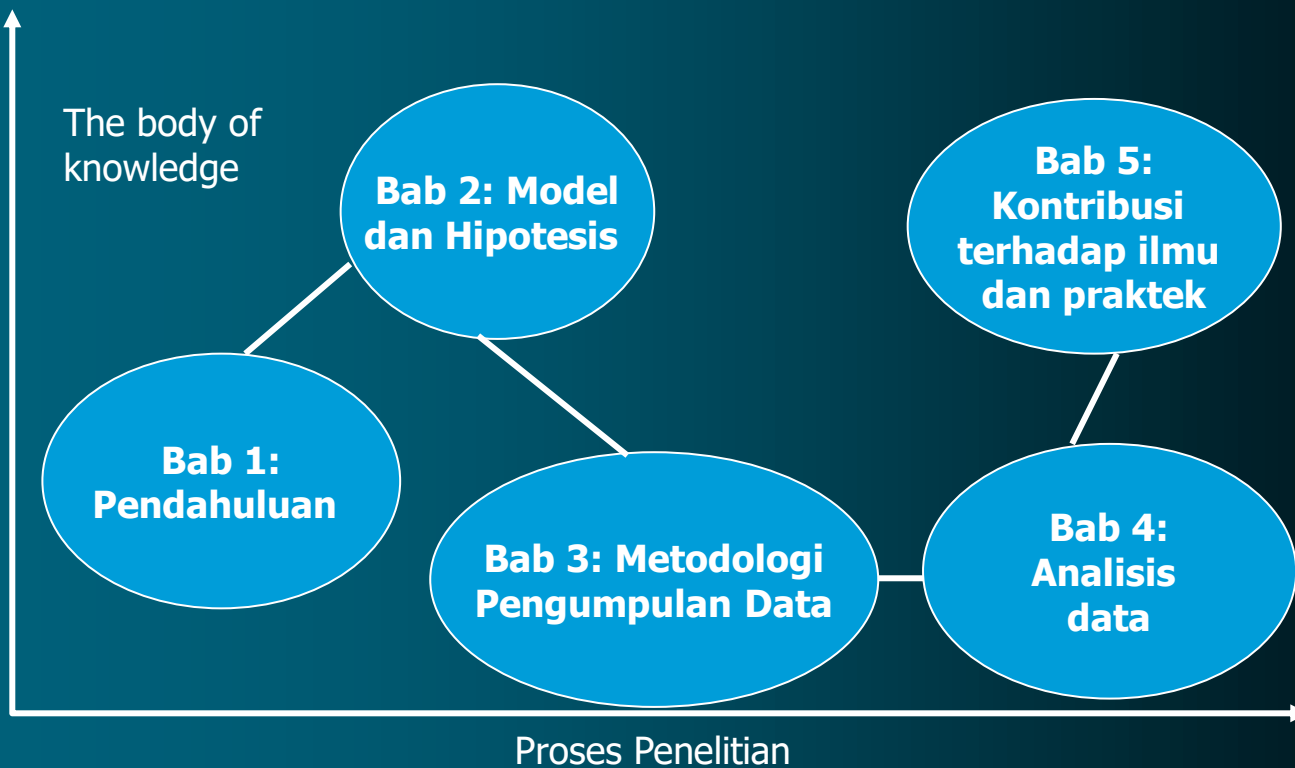 The body of
knowledge
Bab 2: Model
dan Hipotesis
Bab 5:
Kontribusi
terhadap ilmu
dan praktek
Bab 1:
Pendahuluan
Bab 3: Metodologi
Pengumpulan Data
Bab 4:
Analisis
data
Proses Penelitian